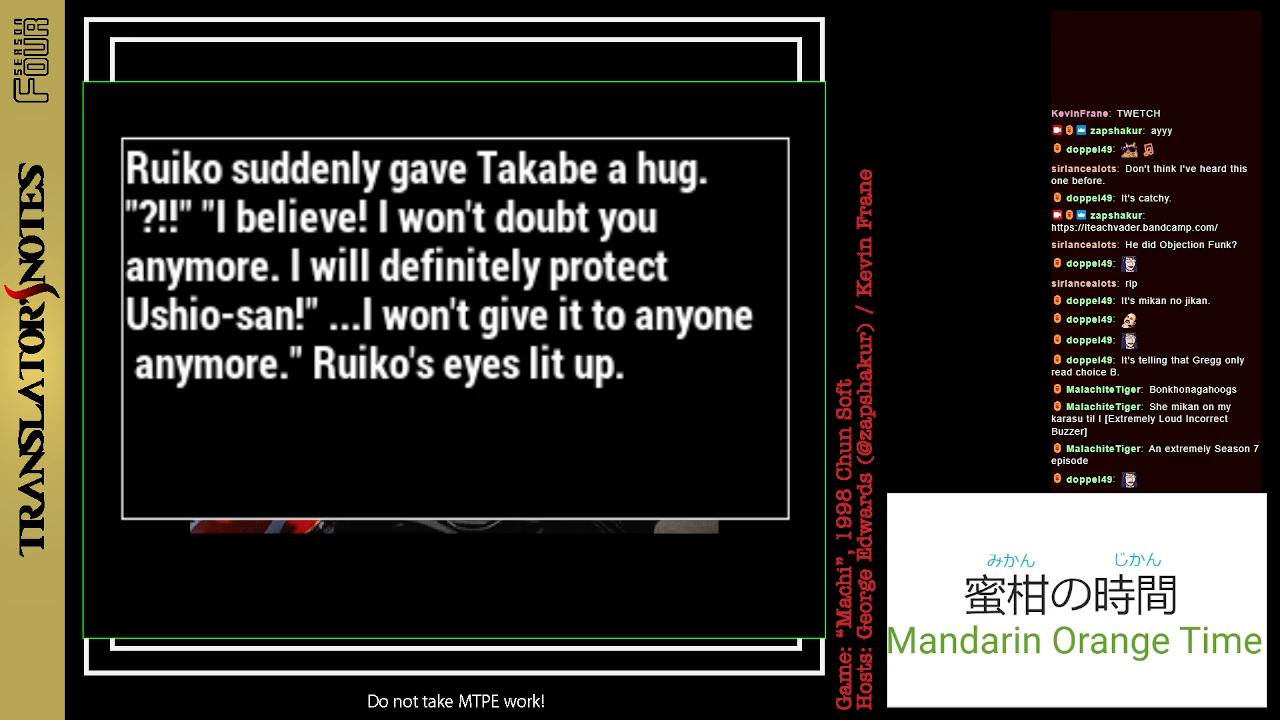 SEASON
FOUR
TRANSLATOR'S NOTES
Ruiko suddenly gave Takabe a hug.
"?!" "I believe! I won't doubt you
anymore. I will definitely protect
Ushio-san!" ...I won't give it to anyone
anymore." Ruiko's eyes lit up.
Do not take MTPE work!
Game: "Machi", 1998 Chun Soft
Hosts: George Edwards (@zapshakur) / Kevin Frane
KevinFrane: TWETCH
zapshakur: ayyy
doppel49:
sirlancealots: Don't think I've heard this
one before.
doppel49: It's catchy.
zapshakur:
https://iteachvader.bandcamp.com/
sirlancealots: He did Objection Funk?
doppel49:
sirlancealots: rip
doppel49: It's mikan no jikan.
doppel49:
doppel49:
doppel49: It's telling that Gregg only
read choice B.
MalachiteTiger: Bonkhonagahoogs
MalachiteTiger: She mikan on my
karasu til I [Extremely Loud Incorrect
Buzzer]
MalachiteTiger: An extremely Season 7
episode
doppel49:
みかん じかん
蜜柑の時間
Mandarin Orange Time